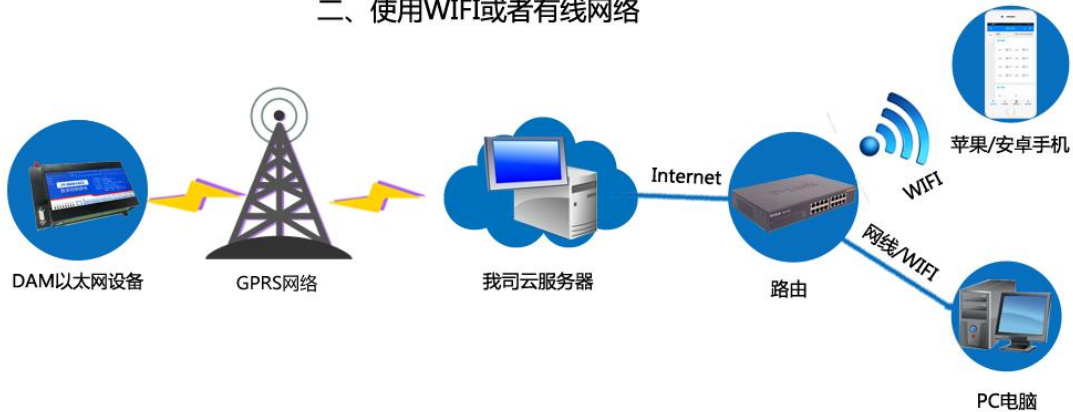 二、使用WIFI或者有线网络
苹果/安卓手机
Internet
WIFI
网线/WIFI
DAM以太网设备
GPRS网络
我司云服务器
路由
PC电脑